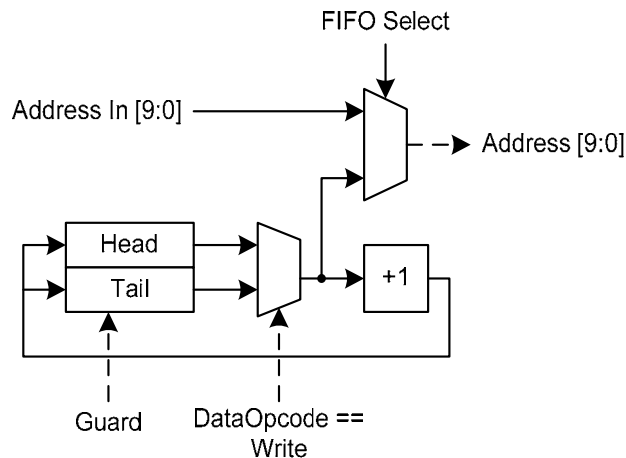 FIFO Select
Address In [9:0]
Address [9:0]
Head
Tail
+1
Guard
DataOpcode ==
Write